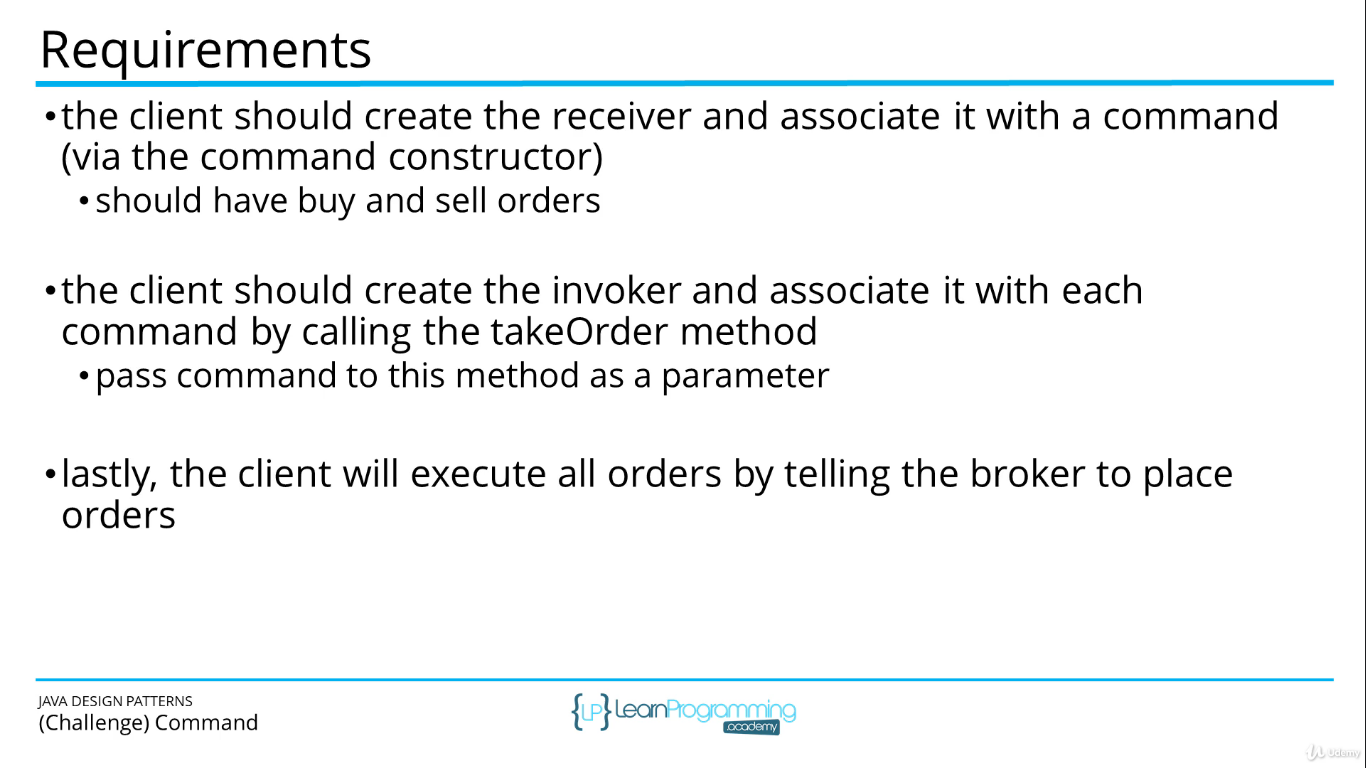 Requirements
•the client should create the receiver and associate it with a command
(via the command constructor)
•should have buy and sell orders
•the client should create the invoker and associate it with each
command by calling the takeOrder method
•pass command to this method as a parameter
•lastly, the client will execute all orders by telling the broker to place
orders
JAVA DESIGN PATTERNS
(Challenge) Command
{LP} LearnProgramming
.academy
Udemy